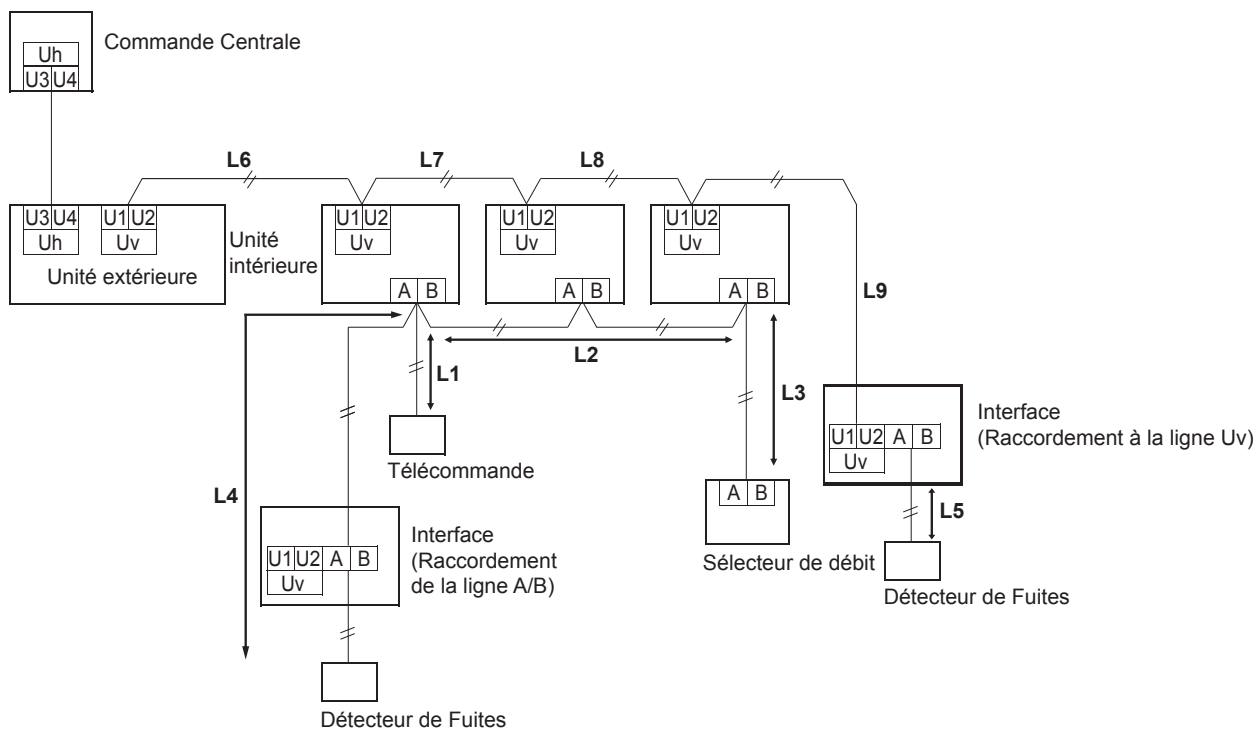 Uh
U3 U4
Commande Centrale
L6
L7
L8
U3 U4
U1 U2
Uh
Uv
Unité extérieure
Unité
intérieure
U1 U2
Uv
A B
U1 U2
Uv
A B
U1 U2
Uv
A B
L9
L2
L1
L3
Télécommande
L4
Interface
(Raccordement à la ligne Uv)
U1 U2 A B
Uv
L5
A B
Sélecteur de débit
Détecteur de Fuites
Interface
(Raccordement
de la ligne A/B)
U1 U2 A B
Uv
Détecteur de Fuites